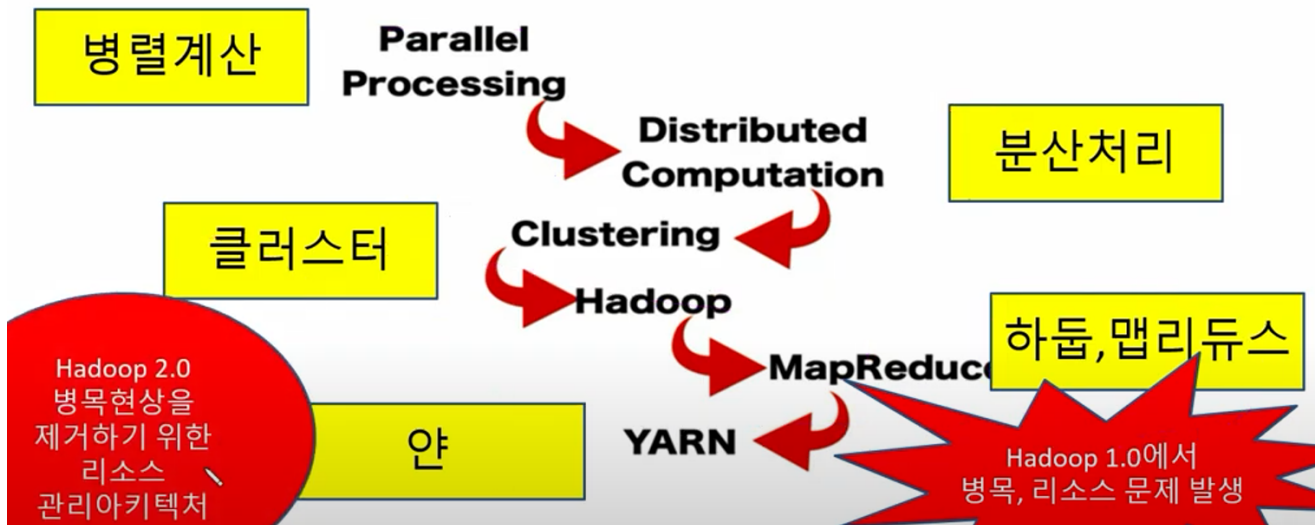 병렬계산
Parallel
Processing
Distributed
Computation
분산처리
클러스터
Clustering
Hadoop
하둡,맵리듀스
MapReduce
Hadoop 2.0
병목현상을
제거하기 위한
리소스
관리아키텍처
얀
YARN
Hadoop 1.0에서
병목, 리소스 문제 발생